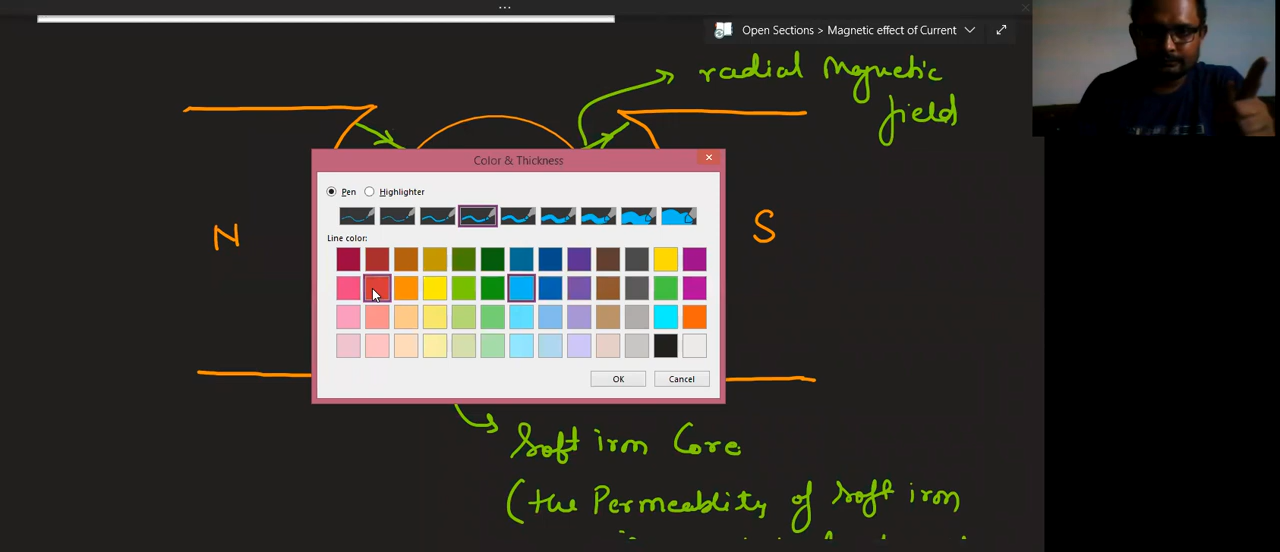 Open Sections > Magnetic effect of Current
radial Magnetic
field
Color & Thickness
Pen
Highlighter
Line color:
N
S
OK
Cancel
Soft iron Core
(the Permeablity of soft iron